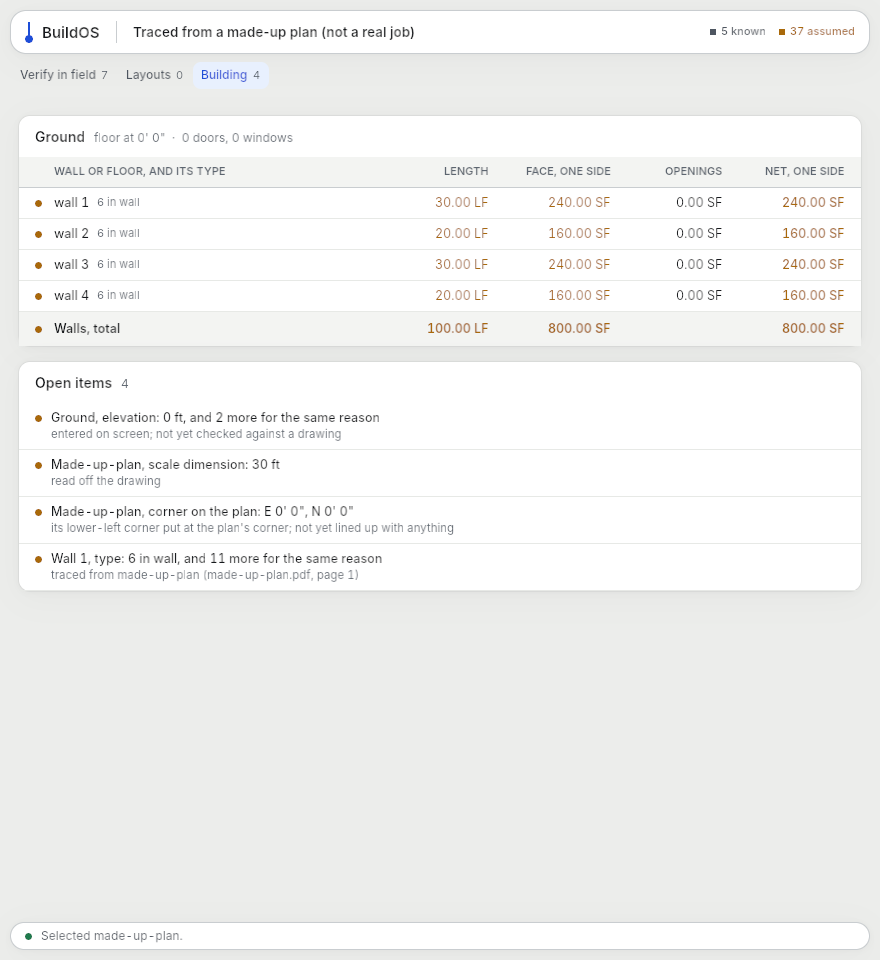 BuildOS
Traced from a made-up plan (not a real job)
5 known
37 assumed
Verify in field 7
Layouts 0
Building 4
Ground floor at 0' 0" · 0 doors, 0 windows
WALL OR FLOOR, AND ITS TYPE LENGTH FACE, ONE SIDE OPENINGS NET, ONE SIDE
wall 1 6 in wall 30.00 LF 240.00 SF 0.00 SF 240.00 SF
wall 2 6 in wall 20.00 LF 160.00 SF 0.00 SF 160.00 SF
wall 3 6 in wall 30.00 LF 240.00 SF 0.00 SF 240.00 SF
wall 4 6 in wall 20.00 LF 160.00 SF 0.00 SF 160.00 SF
Walls, total 100.00 LF 800.00 SF 800.00 SF
Open items 4
Ground, elevation: 0 ft, and 2 more for the same reason
entered on screen; not yet checked against a drawing
Made-up-plan, scale dimension: 30 ft
read off the drawing
Made-up-plan, corner on the plan: E 0' 0", N 0' 0"
its lower-left corner put at the plan's corner; not yet lined up with anything
Wall 1, type: 6 in wall, and 11 more for the same reason
traced from made-up-plan (made-up-plan.pdf, page 1)
Selected made-up-plan.